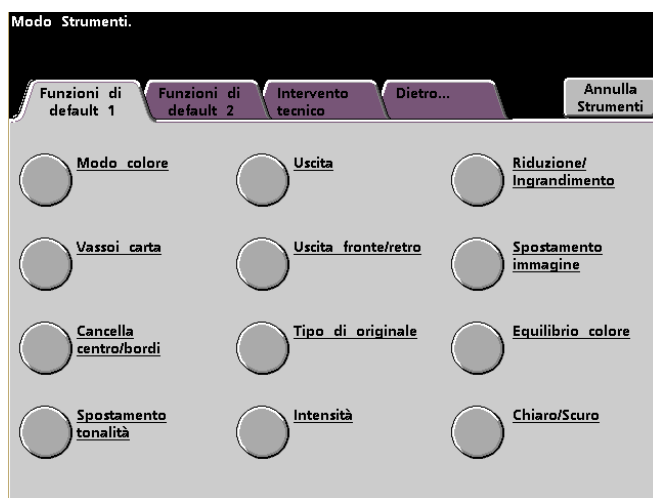 Modo Strumenti.
Funzioni di
default 1
Funzioni di
default 2
Intervento
tecnico
Dietro...
Annulla
Strumenti
Modo colore
Uscita
Riduzione/
Ingrandimento
Vassoi carta
Uscita fronte/retro
Spostamento
immagine
Cancella
centro/bordi
Tipo di originale
Equilibrio colore
Spostamento
tonalità
Intensità
Chiaro/Scuro